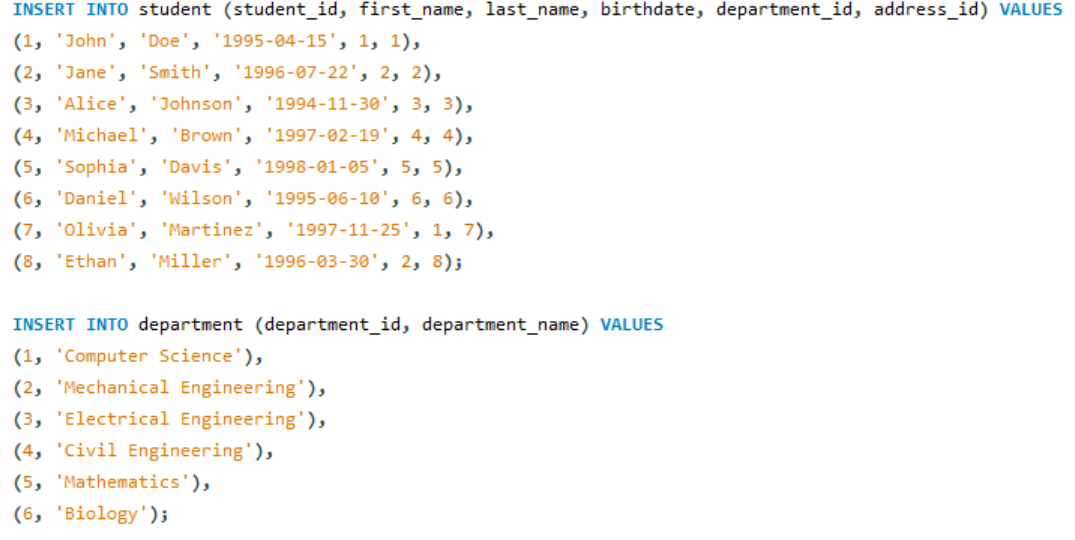 INSERT INTO student (student_id, first_name, last_name, birthdate, department_id, address_id) VALUES
(1, 'John', 'Doe', '1995-04-15', 1, 1),
(2, 'Jane', 'Smith', '1996-07-22', 2, 2),
(3, 'Alice', 'Johnson', '1994-11-30', 3, 3),
(4, 'Michael', 'Brown', '1997-02-19', 4, 4),
(5, 'Sophia', 'Davis', '1998-01-05', 5, 5),
(6, 'Daniel', 'Wilson', '1995-06-10', 6, 6),
(7, 'Olivia', 'Martinez', '1997-11-25', 1, 7),
(8, 'Ethan', 'Miller', '1996-03-30', 2, 8);
INSERT INTO department (department_id, department_name) VALUES
(1, 'Computer Science'),
(2, 'Mechanical Engineering'),
(3, 'Electrical Engineering'),
(4, 'Civil Engineering'),
(5, 'Mathematics'),
(6, 'Biology');